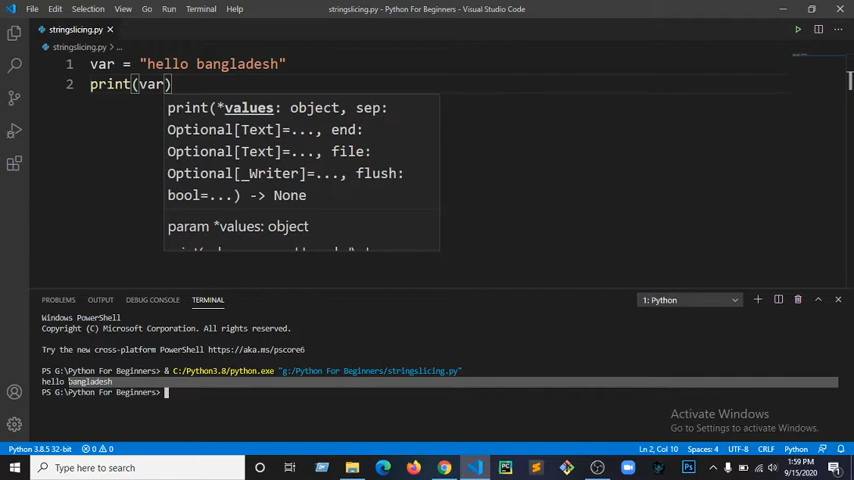 File Edit Selection View Go Run Terminal Help
stringslicing.py - Python For Beginners - Visual Studio Code
stringslicing.py
stringslicing.py > ...
1 var = "hello bangladesh"
2 print(var)
print(*values: object, sep:
Optional[Text]=..., end:
Optional[Text]=..., file:
Optional[_Writer]=..., flush:
bool=...) -> None
param *values: object
PROBLEMS OUTPUT DEBUG CONSOLE TERMINAL
1: Python
Windows PowerShell
Copyright (C) Microsoft Corporation. All rights reserved.
Try the new cross-platform PowerShell https://aka.ms/pscore6
PS G:\Python For Beginners> & C:/Python3.8/python.exe "g:/Python For Beginners/stringslicing.py"
hello bangladesh
PS G:\Python For Beginners>
Activate Windows
Go to Settings to activate Windows.
Python 3.8.5 32-bit 0 0 Ln 2, Col 10 Spaces: 4 UTF-8 CRLF Python
Type here to search
PC
Ps
1:59 PM
9/15/2020